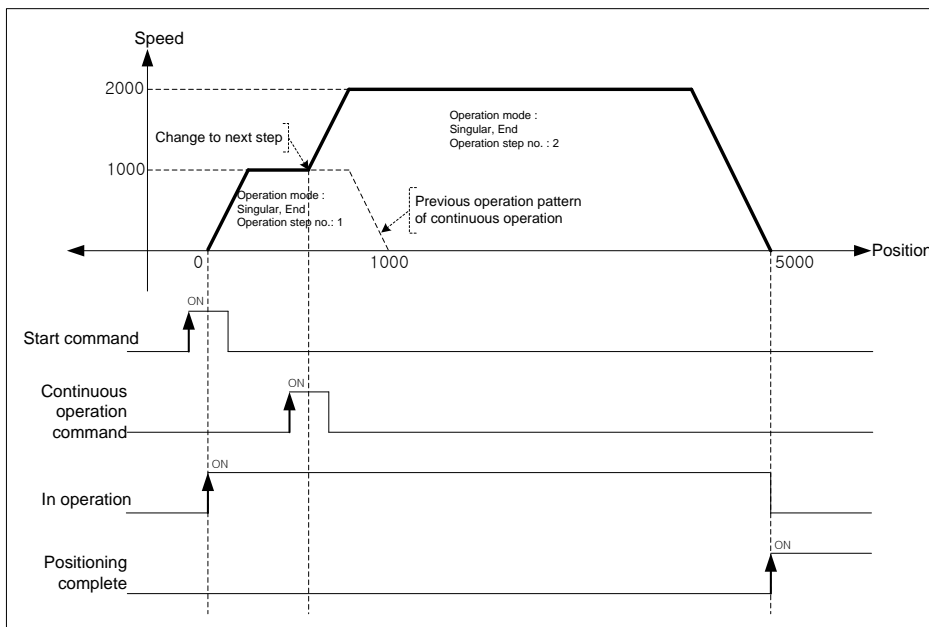 Speed
2000
Operation mode :
Singular, End
Operation step no. : 2
Change to next step
1000
Operation mode :
Singular, End
Operation step no.: 1
Previous operation pattern
of continuous operation
Position
0
1000
5000
ON
Start command
ON
Continuous
operation
command
ON
In operation
ON
Positioning
complete